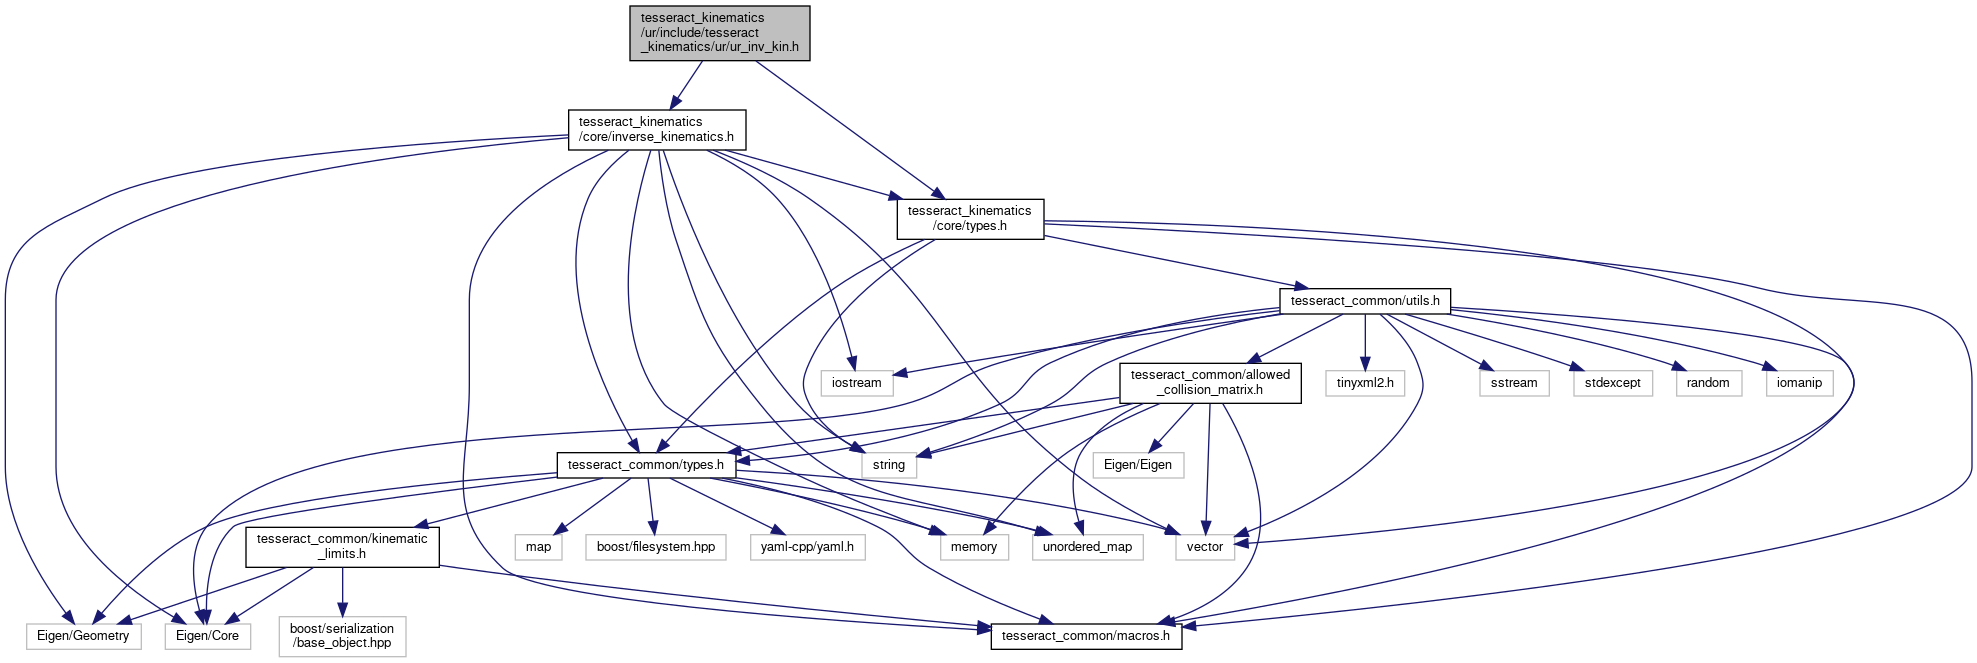 tesseract_kinematics
/ur/include/tesseract
_kinematics/ur/ur_inv_kin.h
tesseract_kinematics
/core/inverse_kinematics.h
tesseract_kinematics
/core/types.h
tesseract_common/utils.h
iostream
tesseract_common/allowed
_collision_matrix.h
tinyxml2.h
sstream
stdexcept
random
iomanip
tesseract_common/types.h
string
Eigen/Eigen
tesseract_common/kinematic
_limits.h
map
boost/filesystem.hpp
yaml-cpp/yaml.h
memory
unordered_map
vector
Eigen/Geometry
Eigen/Core
boost/serialization
/base_object.hpp
tesseract_common/macros.h